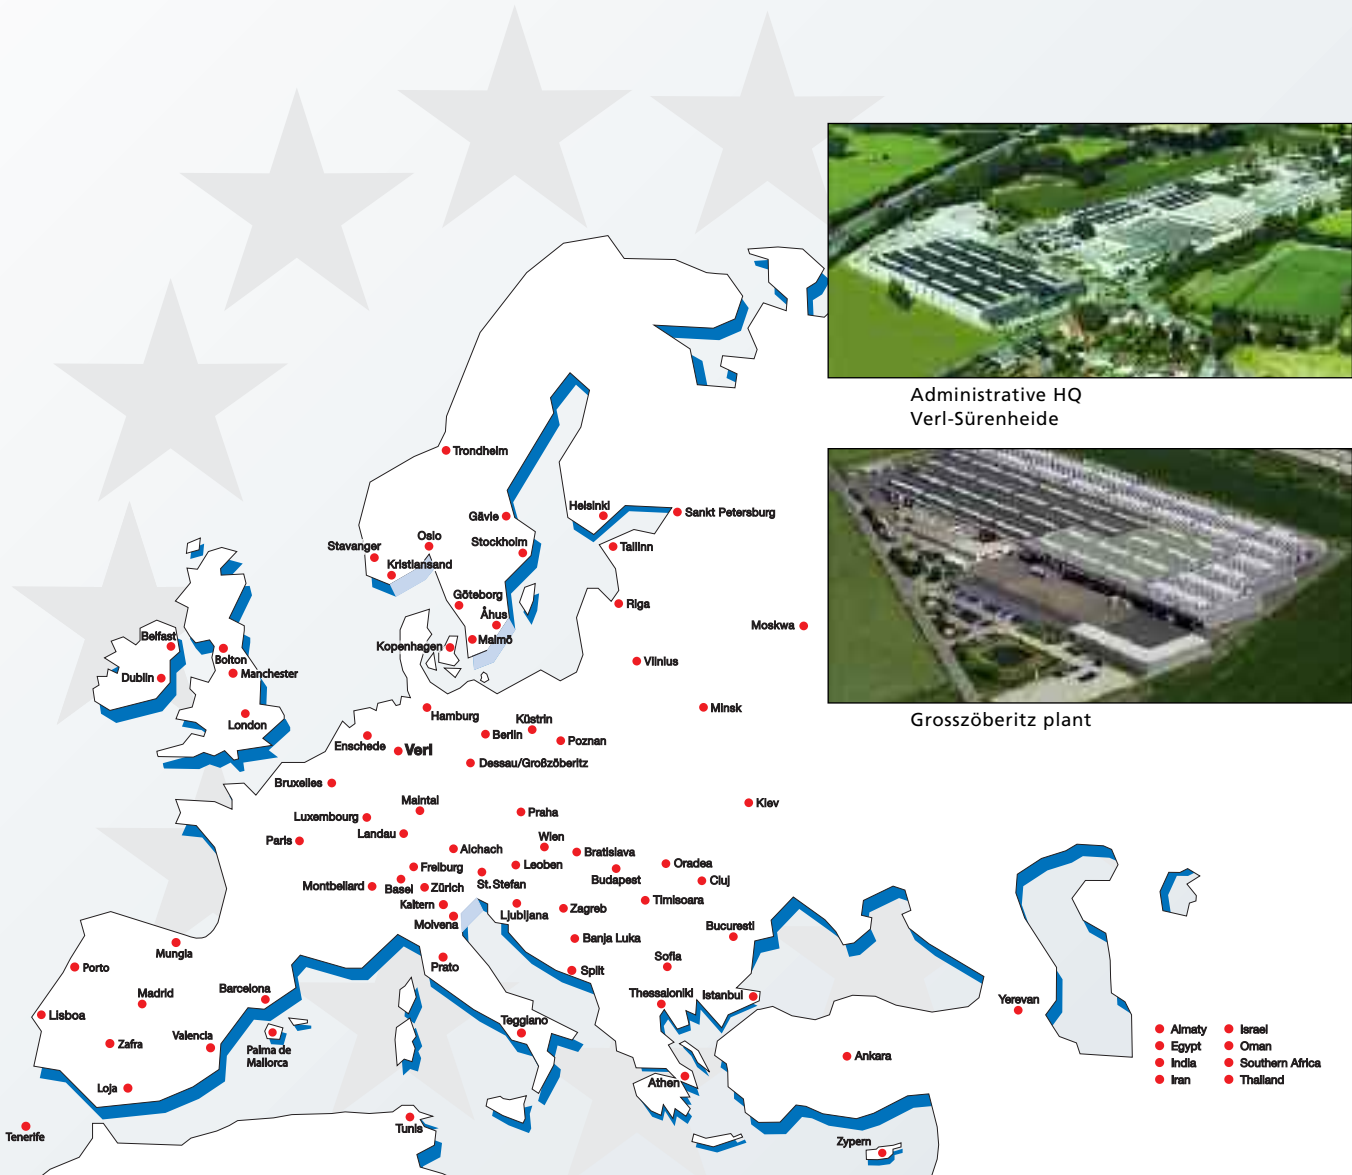 Administrative HQ
Verl-Sürenheide
Trondheim
Helsinki
Sankt Petersburg
Gävle
Oslo
Stockholm
Tallinn
Stavanger
Kristiansand
Göteborg
Riga
Åhus
Moskwa
Belfast
Malmö
Kopenhagen
Bolton
Vilnius
Manchester
Dublin
Minsk
Grosszöberitz plant
Hamburg
Küstrin
London
Berlin
Poznan
Enschede
Verl
Dessau/Großzöberitz
Bruxelles
Maintal
Kiev
Luxembourg
Praha
Landau
Wien
Paris
Aichach
Bratislava
Freiburg
Leoben
Oradea
Budapest
Cluj
Montbeliard
Basel
Zürich
St. Stefan
Kaltern
Timisoara
Ljubljana
Zagreb
Molvena
Bucuresti
Banja Luka
Mungia
Sofia
Porto
Prato
Split
Barcelona
Madrid
Thessaloniki
Istanbul
Yerevan
Lisboa
Teggiano
Valencia
Zafra
Palma de
Mallorca
Ankara
Athen
Loja
Almaty
Israel
Egypt
Oman
India
Southern Africa
Iran
Thailand
Tunis
Tenerife
Zypern